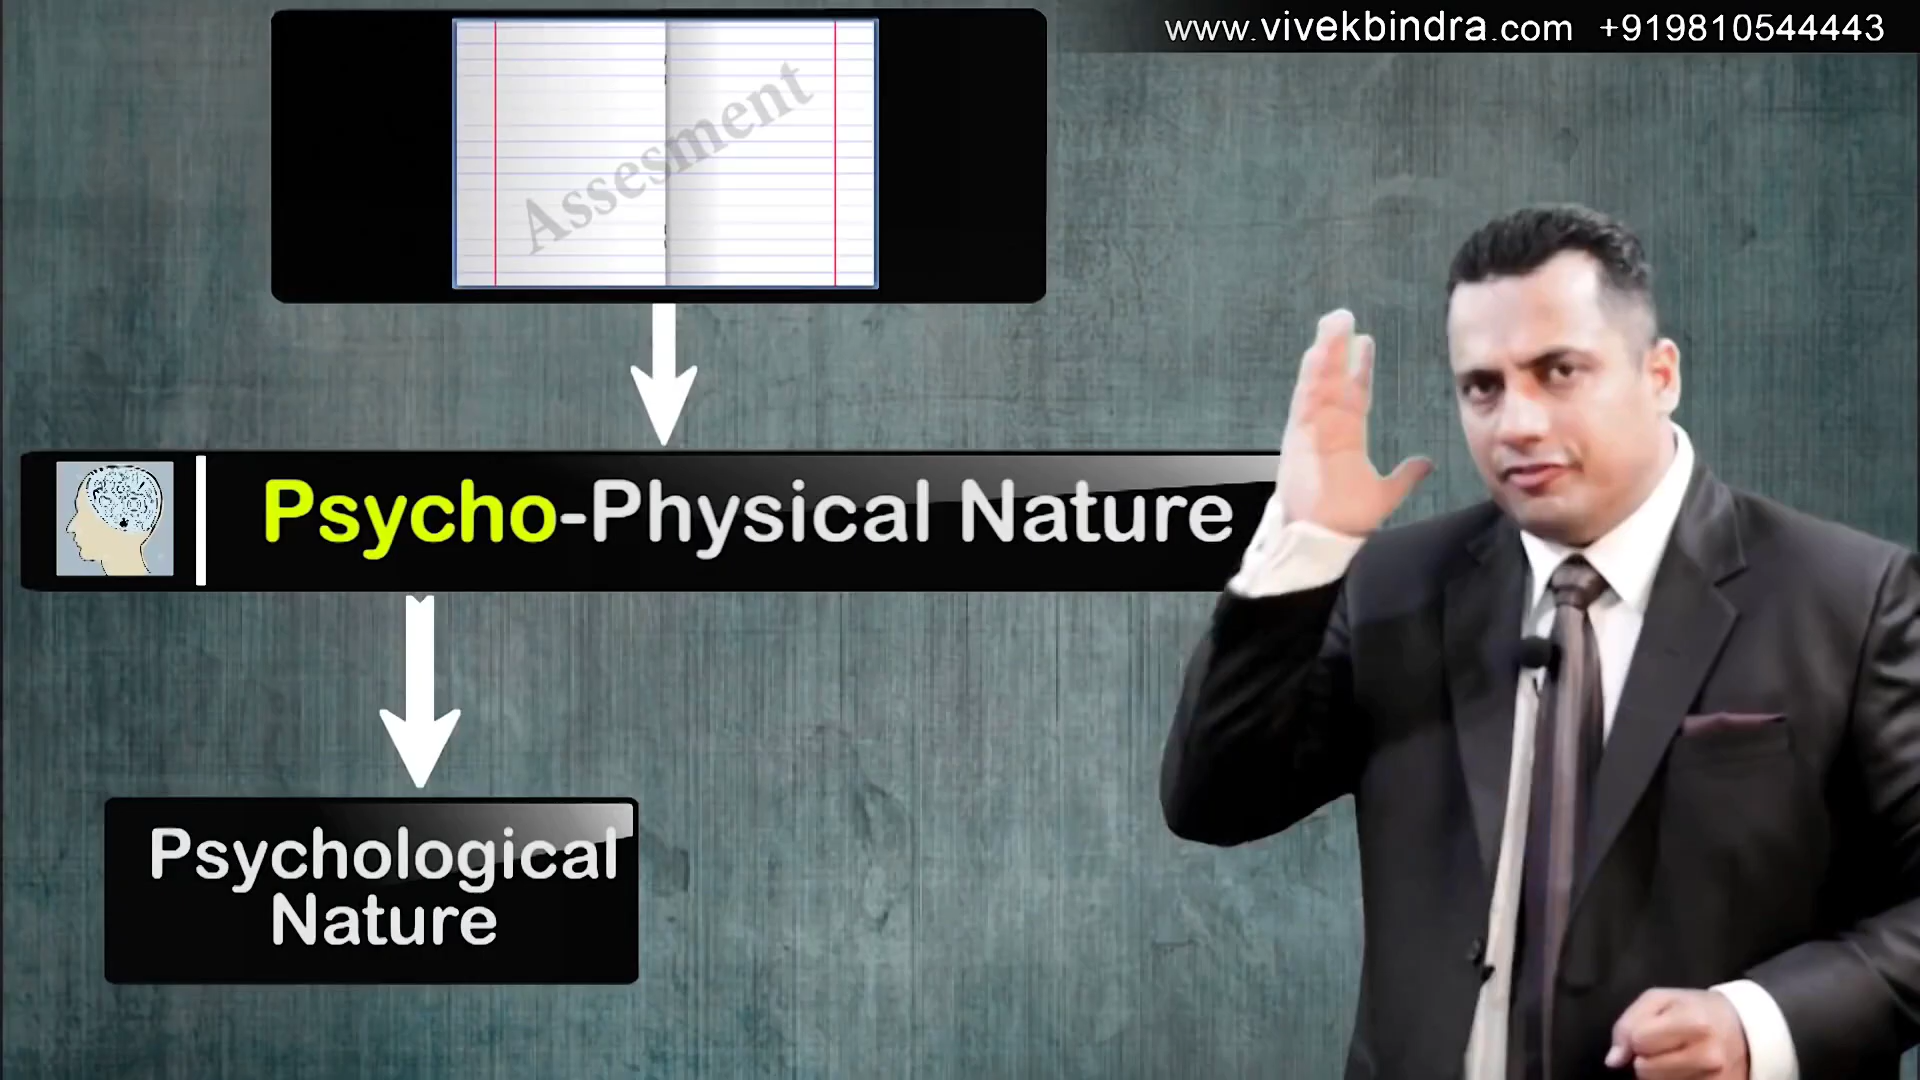 www.vivekbindra.com +919810544443
Assesment
Psycho-Physical Nature
Psychological
Nature